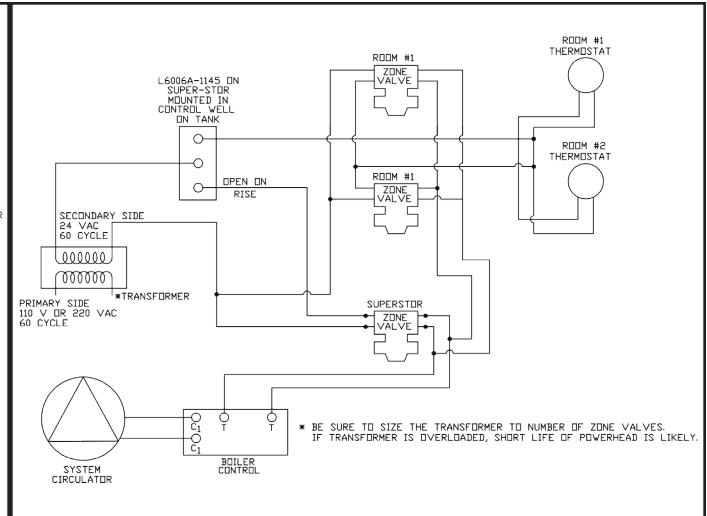 ROOM #1
THERMOSTAT
ROOM #1
ZONE
VALVE
L6006A-1145 ON
SUPER-STOR
MOUNTED IN
CONTROL WELL
ON TANK
ROOM #2
THERMOSTAT
OPEN ON
RISE
ROOM #1
ZONE
VALVE
R
SECONDARY SIDE
24 VAC
60 CYCLE
*TRANSFORMER
PRIMARY SIDE
110 V OR 220 VAC
60 CYCLE
SUPERSTOR
ZONE
VALVE
C1
T
T
C1
* BE SURE TO SIZE THE TRANSFORMER TO NUMBER OF ZONE VALVES.
IF TRANSFORMER IS OVERLOADED, SHORT LIFE OF POWERHEAD IS LIKELY.
BOILER
CONTROL
SYSTEM
CIRCULATOR